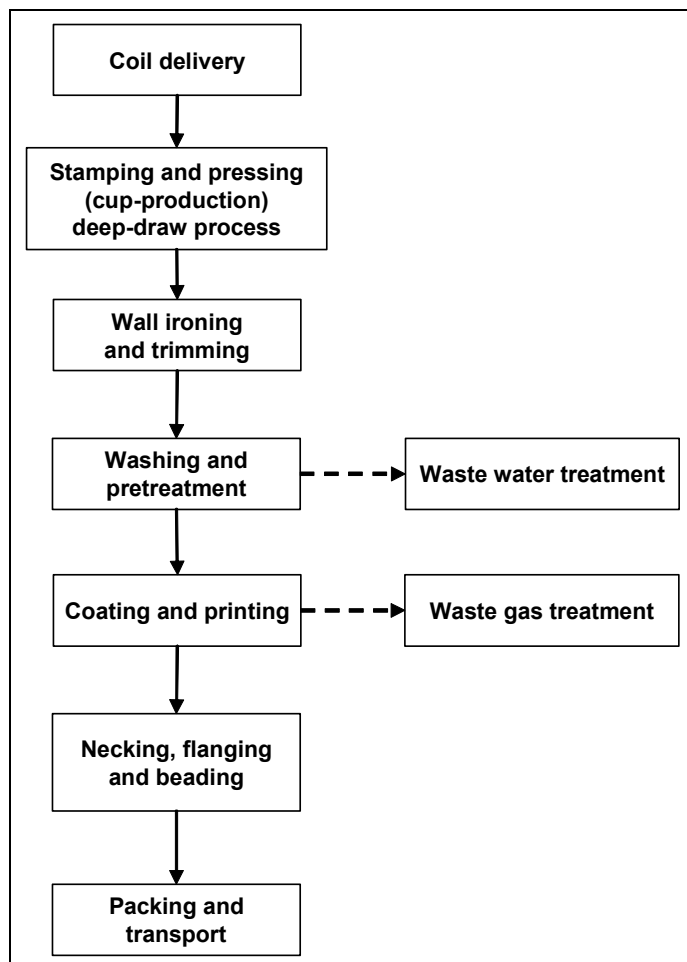 Coil delivery
Stamping and pressing
(cup-production)
deep-draw process
Wall ironing
and trimming
Washing and
pretreatment
Waste water treatment
Coating and printing
Waste gas treatment
Necking, flanging
and beading
Packing and
transport